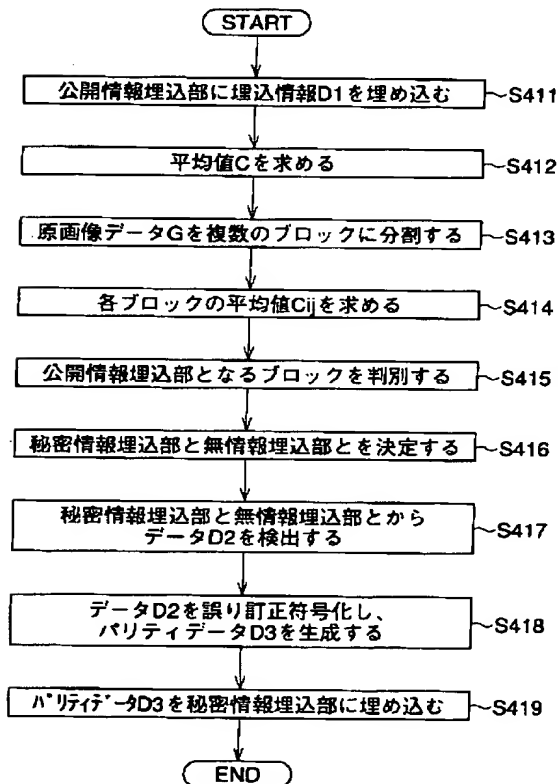 START
公開情報埋込部に埋込情報D1を埋め込む ~S411
平均値Cを求める ~S412
原画像データGを複数のブロックに分割する ~S413
各ブロックの平均値Cijを求める ~S414
公開情報埋込部となるブロックを判別する ~S415
秘密情報埋込部と無情報埋込部とを決定する ~S416
秘密情報埋込部と無情報埋込部とから
データD2を検出する ~S417
データD2を誤り訂正符号化し、
パリティデータD3を生成する ~S418
パリティデータD3を秘密情報埋込部に埋め込む ~S419
END